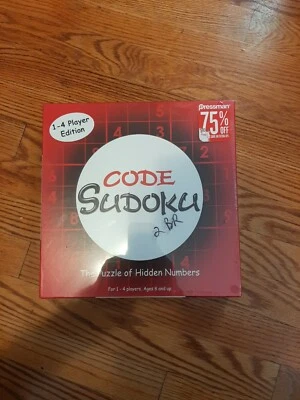 Pressman
1-4 Player
Edition
75%
OFF
CODE
SUDOKU
2 BR
The Puzzle of Hidden Numbers
For 1 - 4 players, Ages 8 and up